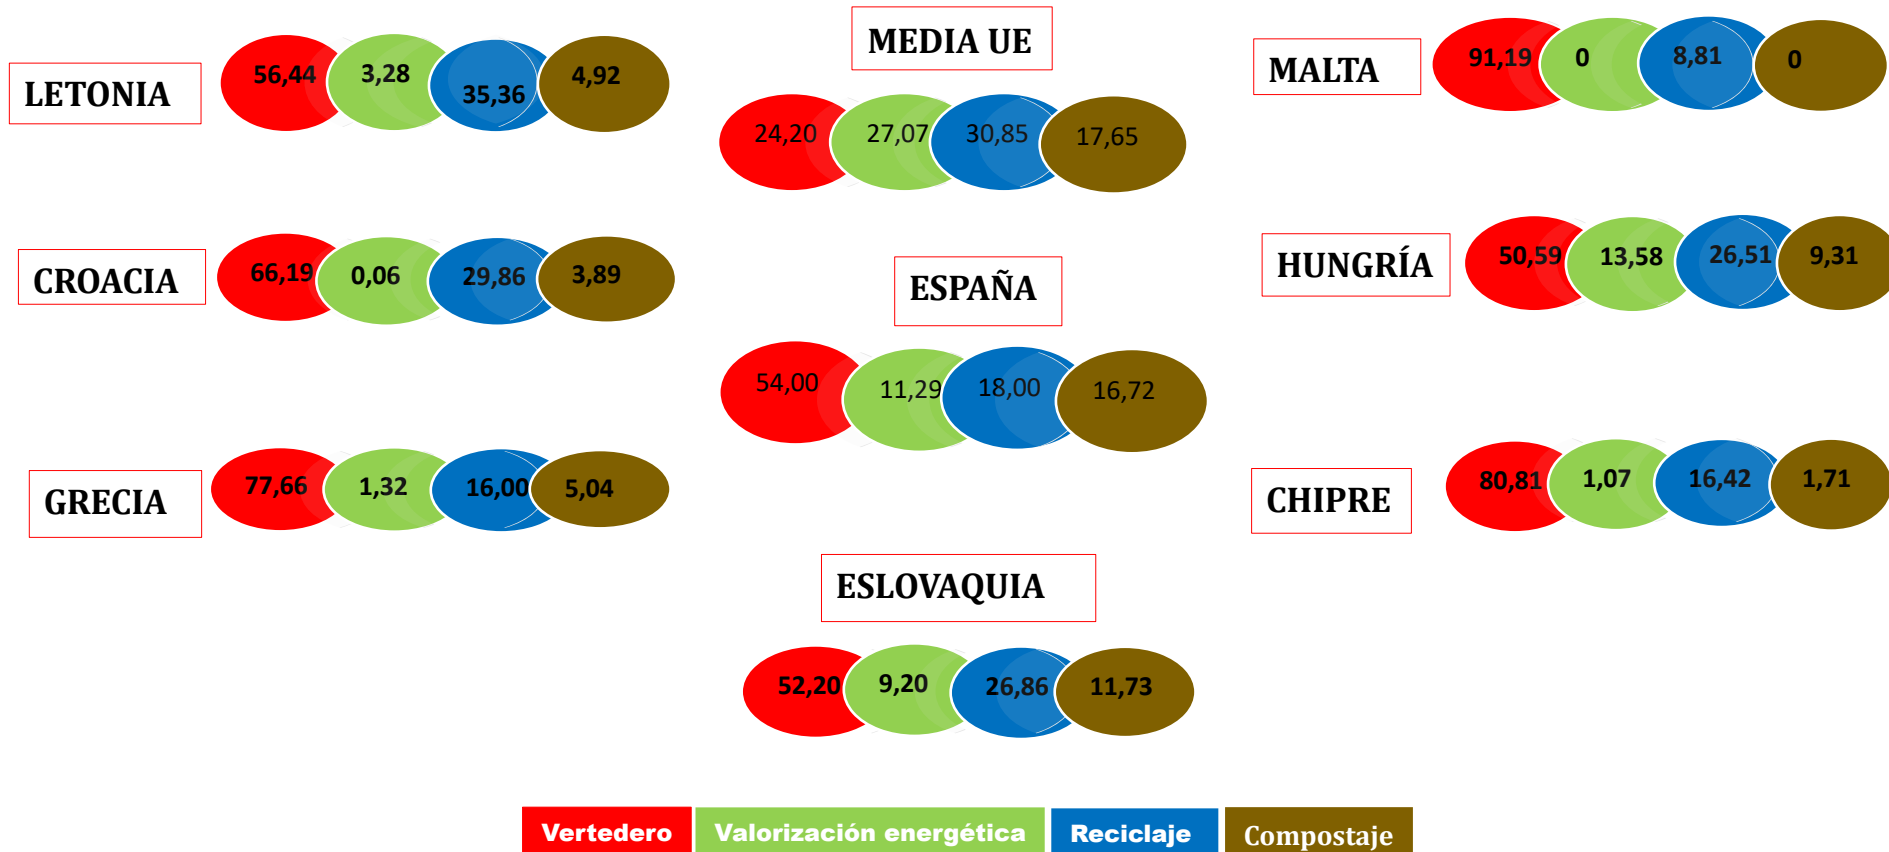 LETONIA
56,44 3,28 35,36 4,92
MEDIA UE
24,20 27,07 30,85 17,65
MALTA
91,19 0 8,81 0
CROACIA
66,19 0,06 29,86 3,89
ESPAÑA
54,00 11,29 18,00 16,72
HUNGRÍA
50,59 13,58 26,51 9,31
GRECIA
77,66 1,32 16,00 5,04
CHIPRE
80,81 1,07 16,42 1,71
ESLOVAQUIA
52,20 9,20 26,86 11,73
Vertedero Valorización energética Reciclaje Compostaje